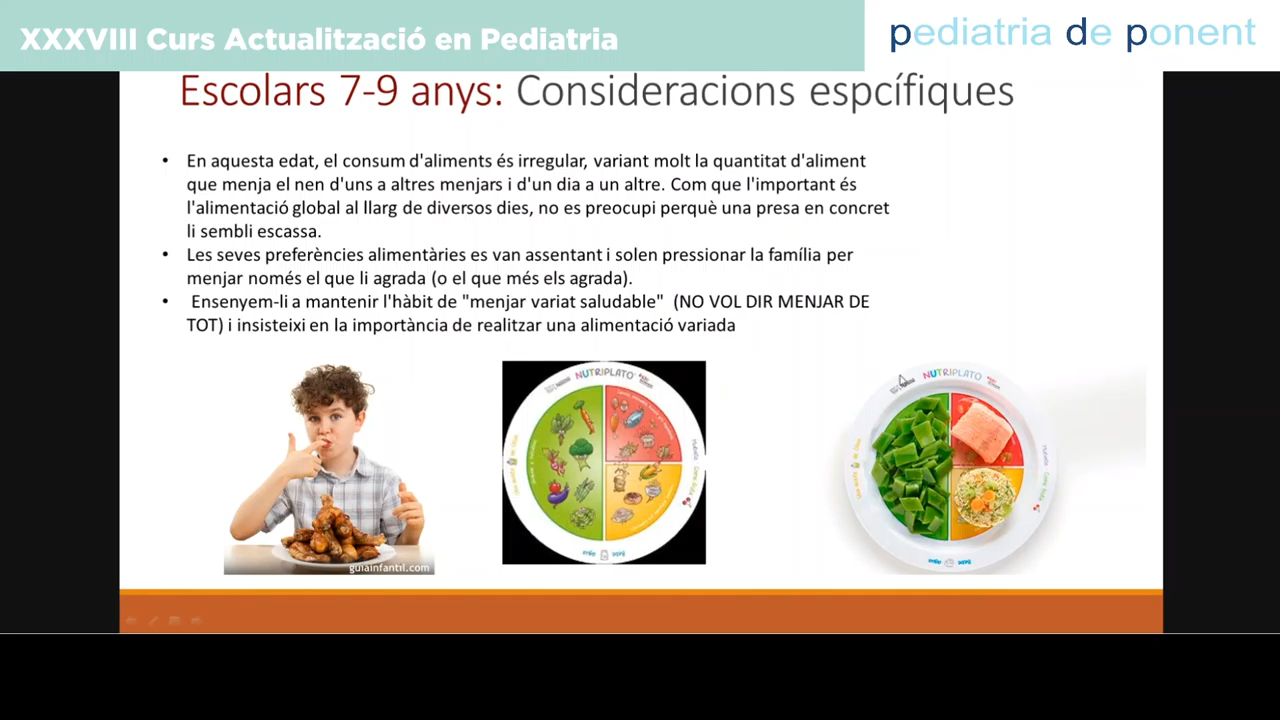 XXXVIII Curs Actualització en Pediatria
pediatria de ponent
Escolars 7-9 anys: Consideracions espcífiques
• En aquesta edat, el consum d'aliments és irregular, variant molt la quantitat d'aliment
que menja el nen d'uns a altres menjars i d'un dia a un altre. Com que l'important és
l'alimentació global al llarg de diversos dies, no es preocupi perquè una presa en concret
li sembli escassa.
• Les seves preferències alimentàries es van assentant i solen pressionar la família per
menjar només el que li agrada (o el que més els agrada).
• Ensenyem-li a mantenir l'hàbit de "menjar variat saludable" (NO VOL DIR MENJAR DE
TOT) i insisteixi en la importància de realitzar una alimentació variada
guiainfantil.com
NUTRIPLATO
NUTRIPLATO